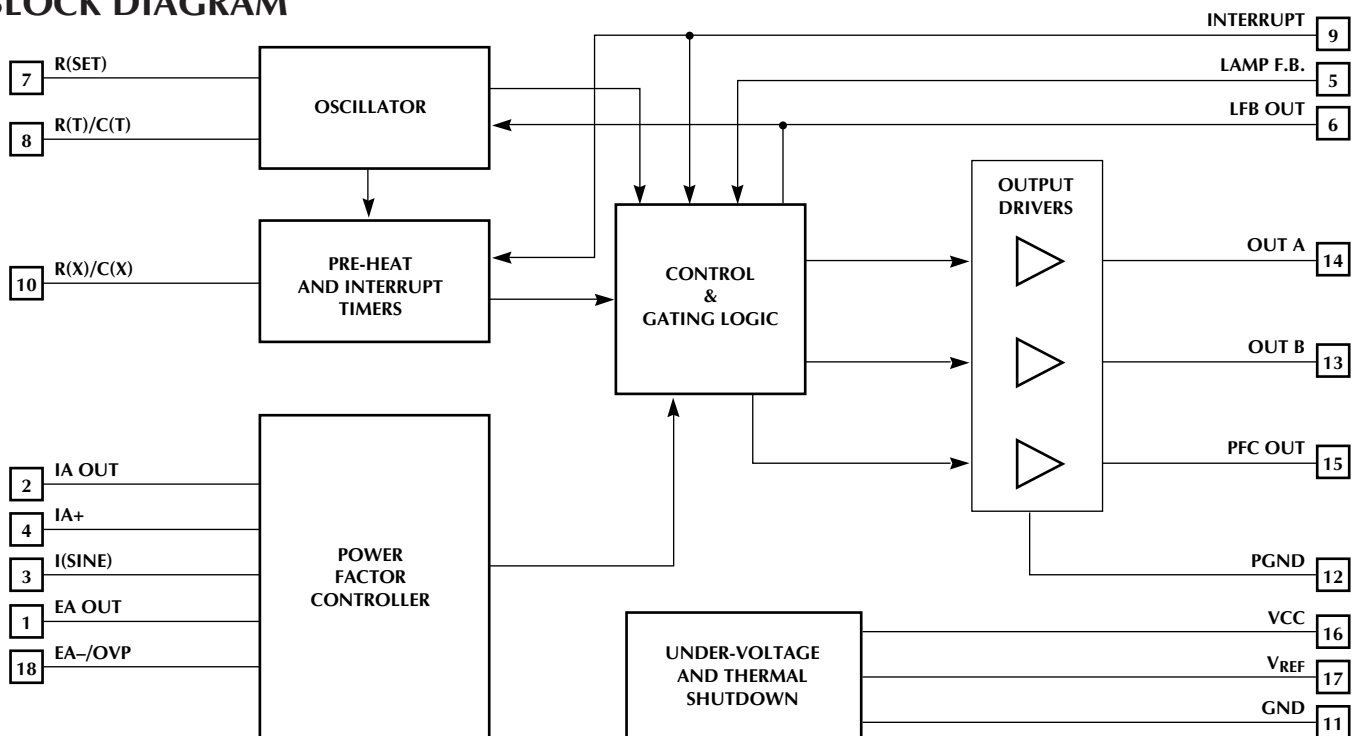 BLOCK DIAGRAM
INTERRUPT
9
7
R(SET)
LAMP F.B.
5
OSCILLATOR
LFB OUT
6
8
R(T)/C(T)
OUTPUT
DRIVERS
OUT A
14
10
R(X)/C(X)
PRE-HEAT
AND INTERRUPT
TIMERS
CONTROL
&
GATING LOGIC
OUT B
13
PFC OUT
15
2
IA OUT
4
IA+
3
I(SINE)
1
EA OUT
18
EA–/OVP
POWER
FACTOR
CONTROLLER
PGND
12
VCC
16
UNDER-VOLTAGE
AND THERMAL
SHUTDOWN
VREF
17
GND
11